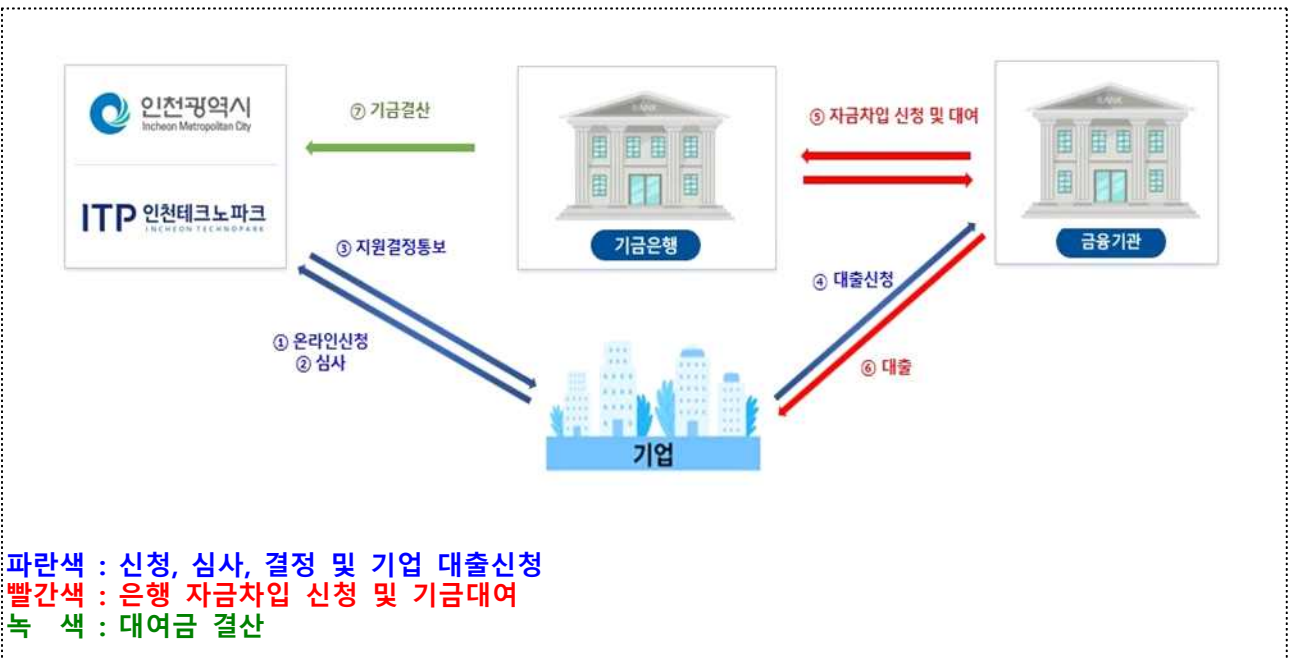 인천광역시
Incheon Metropolitan City
ITP 인천테크노파크
INCHEON TECHNOPARK
⑦ 기금결산
BANK
기금은행
⑤ 자금차입 신청 및 대여
BANK
금융기관
③ 지원결정통보
① 온라인신청
② 심사
④ 대출신청
⑥ 대출
기업
파란색 : 신청, 심사, 결정 및 기업 대출신청
빨간색 : 은행 자금차입 신청 및 기금대여
녹 색 : 대여금 결산